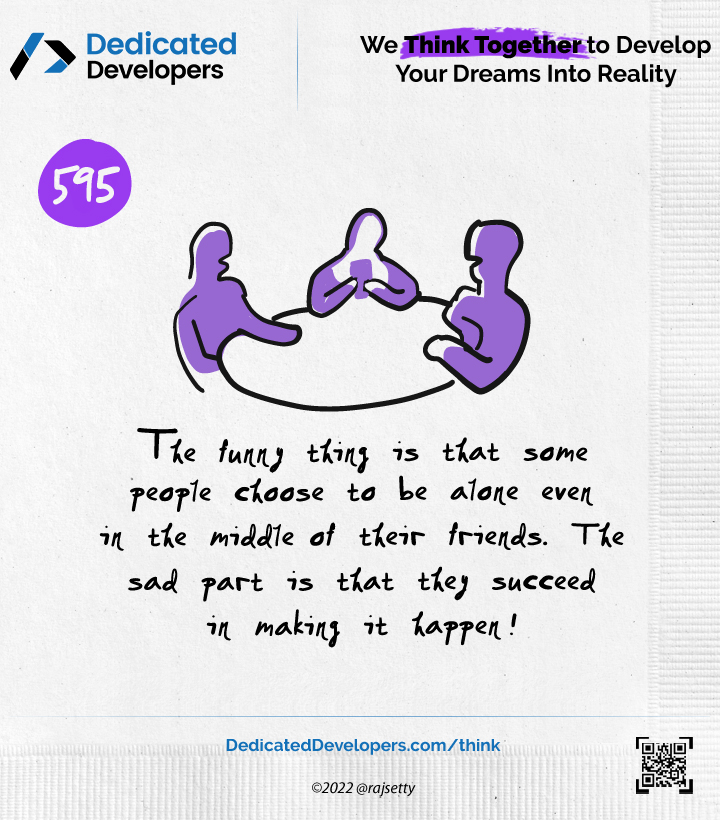 Dedicated
Developers
We Think Together to Develop
Your Dreams Into Reality
595
The funny thing is that some
people choose to be alone even
in the middle of their friends. The
sad part is that they succeed
in making it happen!
DedicatedDevelopers.com/think
©2022 @rajsetty